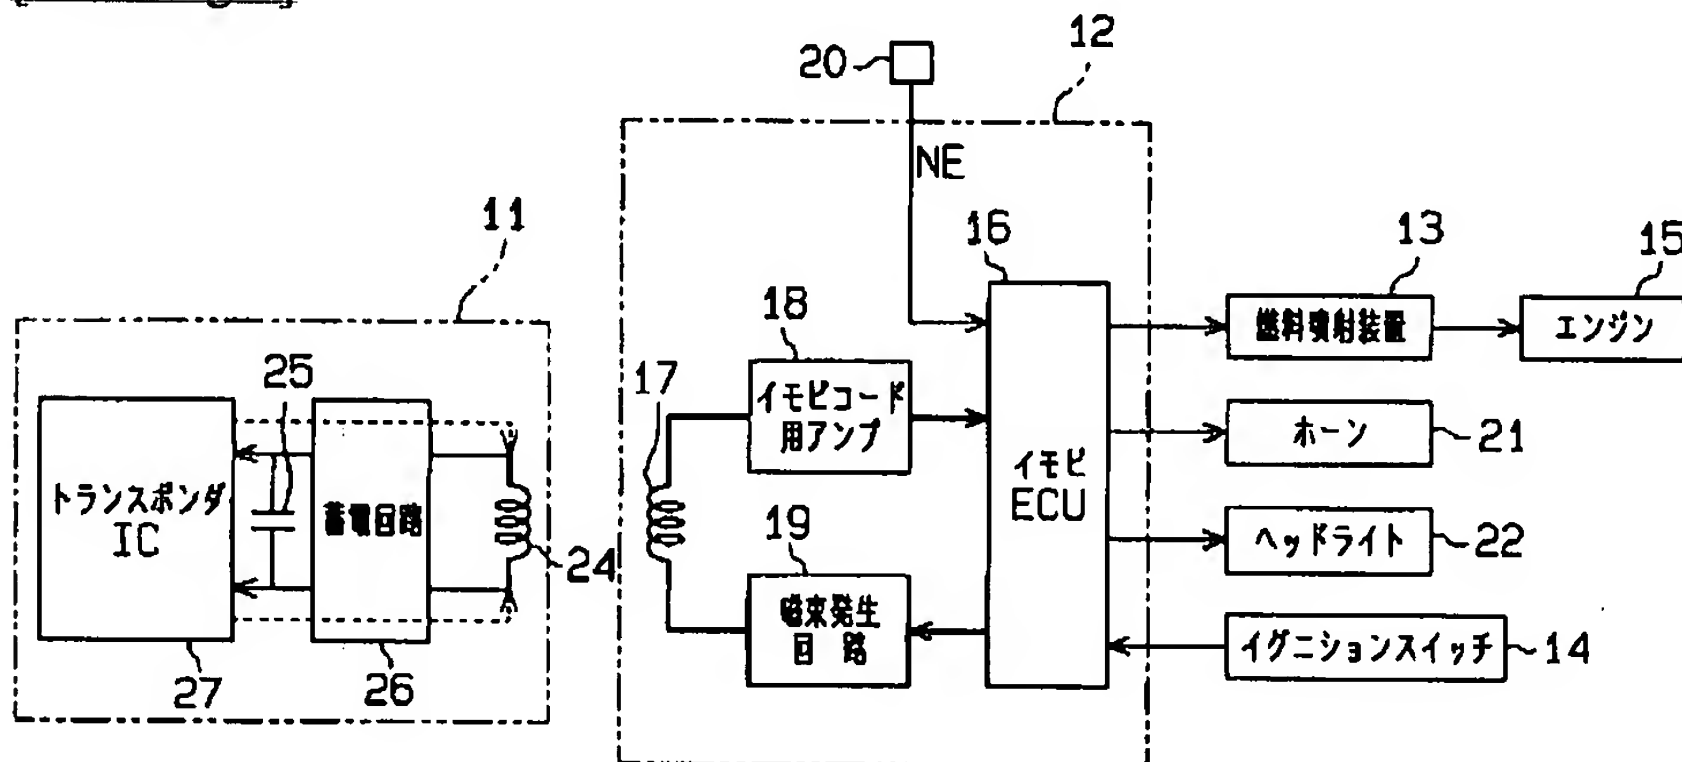 12
20
NE
11
16
13
15
18
燃料噴射装置
エンジン
25
17
イモビコード
用アンプ
ホーン
21
トランスポンダ
IC
蓄電回路
イモビ
ECU
24
19
ヘッドライト
22
磁束発生
回 路
イグニションスイッチ
14
27
26